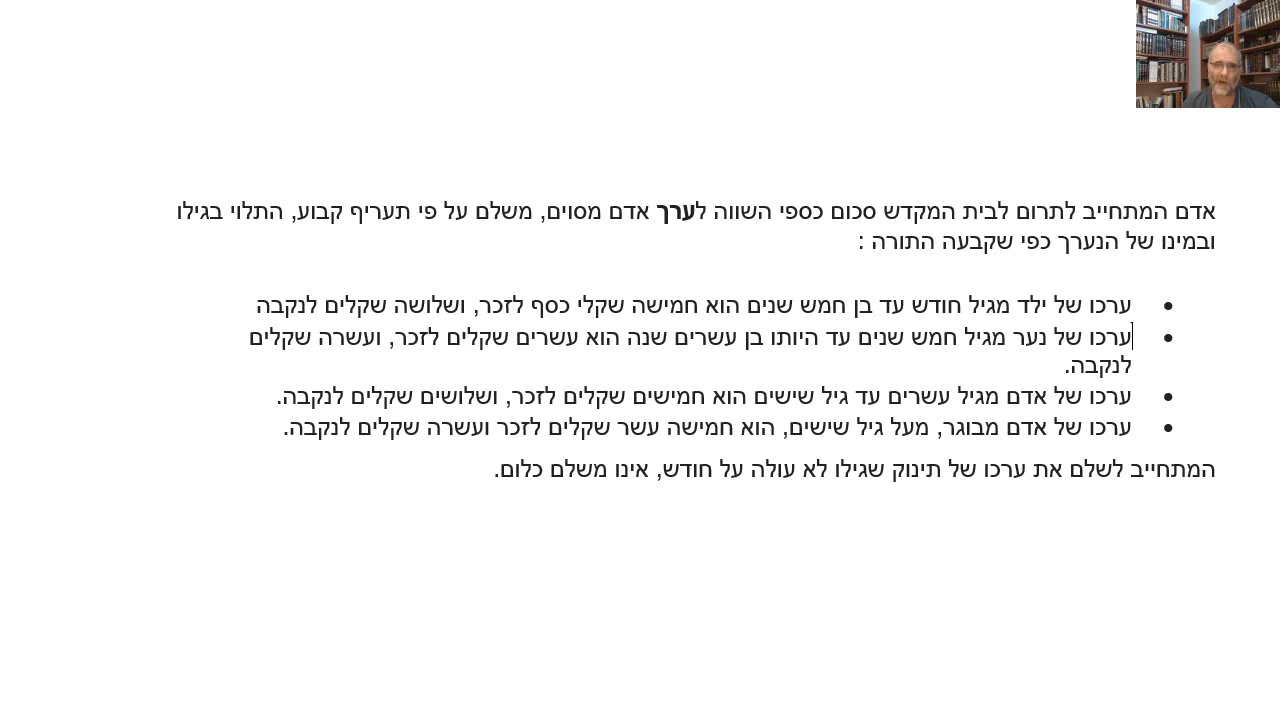 אדם המתחייב לתרום לבית המקדש סכום כספי השווה לערך אדם מסוים, משלם על פי תעריף קבוע, התלוי בגילו
ובמינו של הנערך כפי שקבעה התורה :
• ערכו של ילד מגיל חודש עד בן חמש שנים הוא חמישה שקלי כסף לזכר, ושלושה שקלים לנקבה
• ערכו של נער מגיל חמש שנים עד היותו בן עשרים שנה הוא עשרים שקלים לזכר, ועשרה שקלים
לנקבה.
• ערכו של אדם מגיל עשרים עד גיל שישים הוא חמישים שקלים לזכר, ושלושים שקלים לנקבה.
• ערכו של אדם מבוגר, מעל גיל שישים, הוא חמישה עשר שקלים לזכר ועשרה שקלים לנקבה.
המתחייב לשלם את ערכו של תינוק שגילו לא עולה על חודש, אינו משלם כלום.